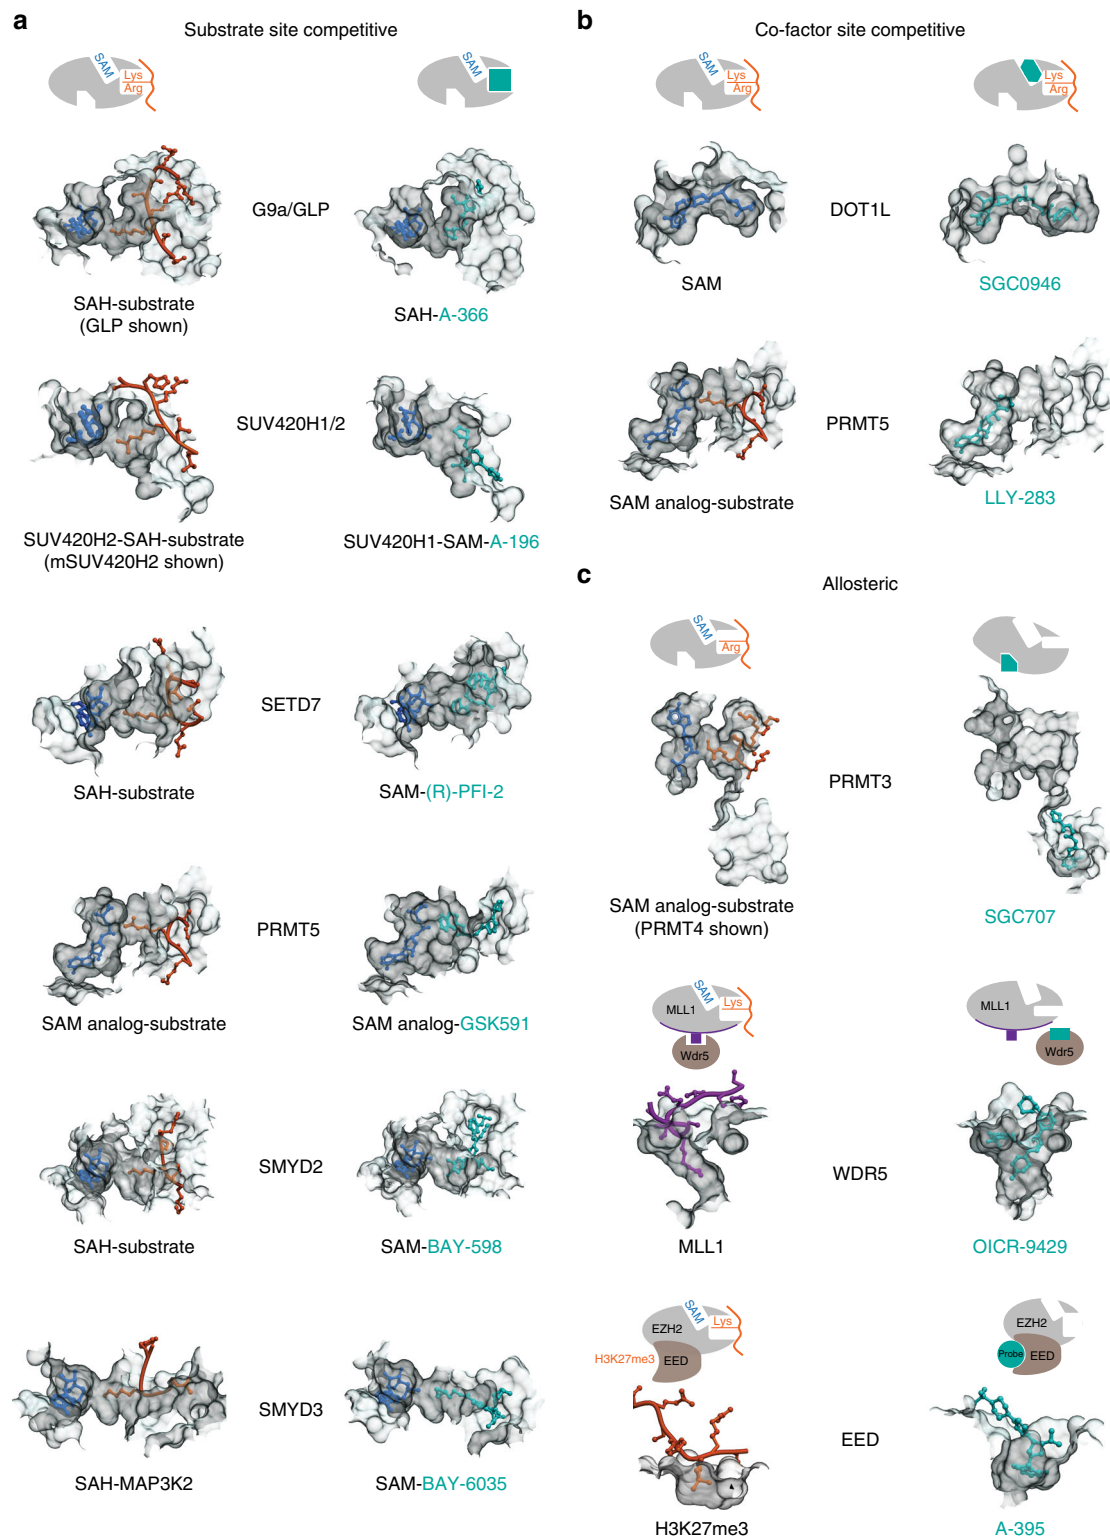 a
Substrate site competitive
SAM
Lys
Arg
SAM
G9a/GLP
SAH-substrate
(GLP shown)
SAH-A-366
SUV420H1/2
SUV420H2-SAH-substrate
(mSUV420H2 shown)
SUV420H1-SAM-A-196
SETD7
SAH-substrate
SAM-(R)-PFI-2
PRMT5
SAM analog-substrate
SAM analog-GSK591
SMYD2
SAH-substrate
SAM-BAY-598
SMYD3
SAH-MAP3K2
SAM-BAY-6035
b
Co-factor site competitive
SAM
Lys
Arg
Lys
Arg
DOT1L
SAM
SGC0946
PRMT5
SAM analog-substrate
LLY-283
c
Allosteric
SAM
Arg
PRMT3
SAM analog-substrate
(PRMT4 shown)
SGC707
MLL1
SAM
Lys
Wdr5
MLL1
Wdr5
WDR5
MLL1
OICR-9429
EZH2
SAM
Lys
H3K27me3
EED
EZH2
Probe
EED
EED
H3K27me3
A-395